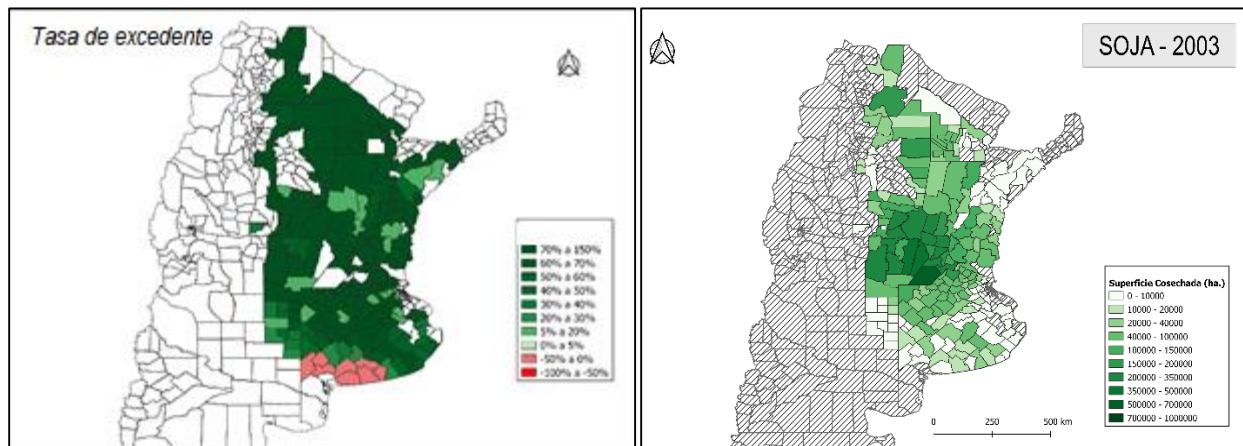 Tasa de excedente
70% a 150%
60% a 70%
50% a 60%
40% a 50%
30% a 40%
20% a 30%
5% a 20%
0% a 5%
-50% a 0%
-100% a -50%
SOJA - 2003
Superficie Cosechada (ha.)
0 - 10000
10000 - 20000
20000 - 40000
40000 - 100000
100000 - 150000
150000 - 200000
200000 - 350000
350000 - 500000
500000 - 700000
700000 - 1000000
0 250 500 km